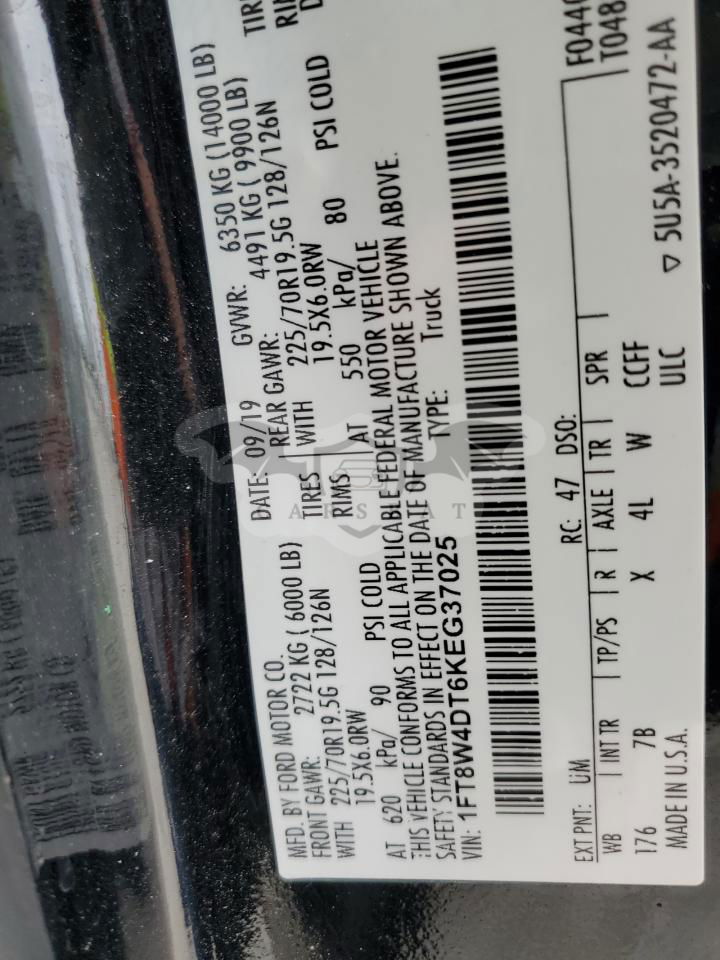 MFD. BY FORD MOTOR CO.
DATE: 09/19 GVWR: 6350 KG (14000 LB)
FRONT GAWR: 2722 KG ( 6000 LB) REAR GAWR: 4491 KG ( 9900 LB)
WITH 225/70R19.5G 128/126N TIRES WITH 225/70R19.5G 128/126N TIR
19.5X6.0RW RIMS 19.5X6.0RW
AT 620 kPa/ 90 PSI COLD AT 550 kPa/ 80 PSI COLD
THIS VEHICLE CONFORMS TO ALL APPLICABLE FEDERAL MOTOR VEHICLE
SAFETY STANDARDS IN EFFECT ON THE DATE OF MANUFACTURE SHOWN ABOVE.
VIN: 1FT8W4DT6KEG37025 TYPE: Truck
EXT PNT: UM RC: 47 DSO: F044
WB INT TR TP/PS R AXLE TR SPR T048
176 7B X 4L W CCFF
MADE IN U.S.A. ULC 5U5A-3520472-AA